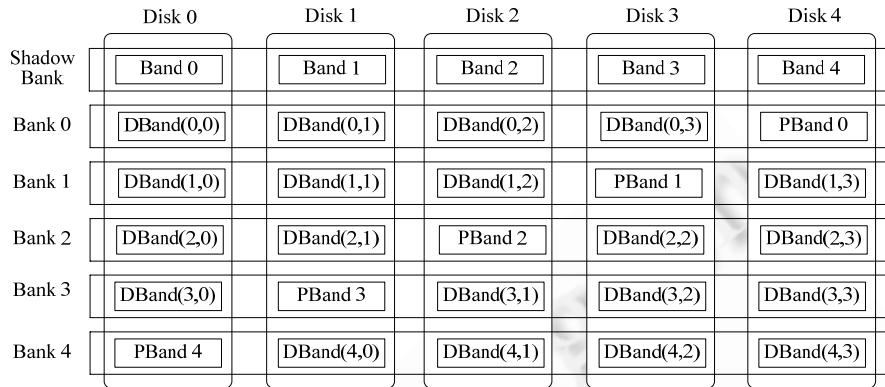 Disk 0 Disk 1 Disk 2 Disk 3 Disk 4
Shadow Bank Band 0 Band 1 Band 2 Band 3 Band 4
Bank 0 DBand(0,0) DBand(0,1) DBand(0,2) DBand(0,3) PBand 0
Bank 1 DBand(1,0) DBand(1,1) DBand(1,2) PBand 1 DBand(1,3)
Bank 2 DBand(2,0) DBand(2,1) PBand 2 DBand(2,2) DBand(2,3)
Bank 3 DBand(3,0) PBand 3 DBand(3,1) DBand(3,2) DBand(3,3)
Bank 4 PBand 4 DBand(4,0) DBand(4,1) DBand(4,2) DBand(4,3)